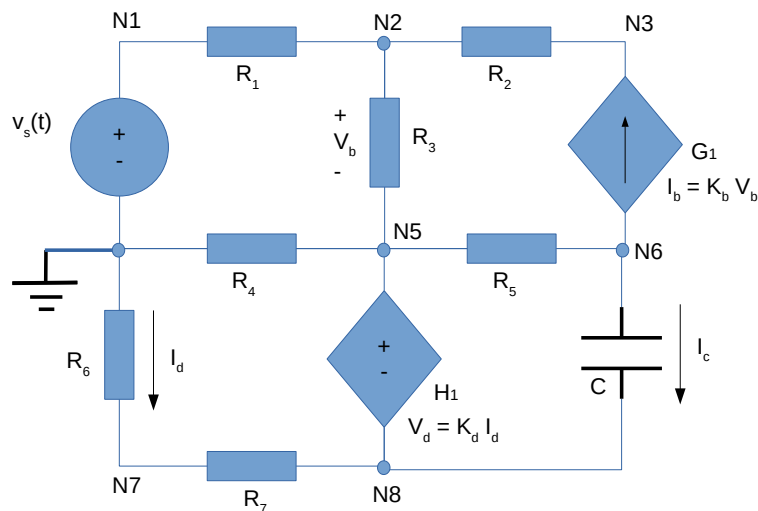 N1
N2
N3
R1
R2
vs(t)
+
-
+
Vb
-
R3
G1
Ib = Kb Vb
N5
N6
R4
R5
R6
Id
+
-
H1
Vd = Kd Id
C
Ic
N7
R7
N8